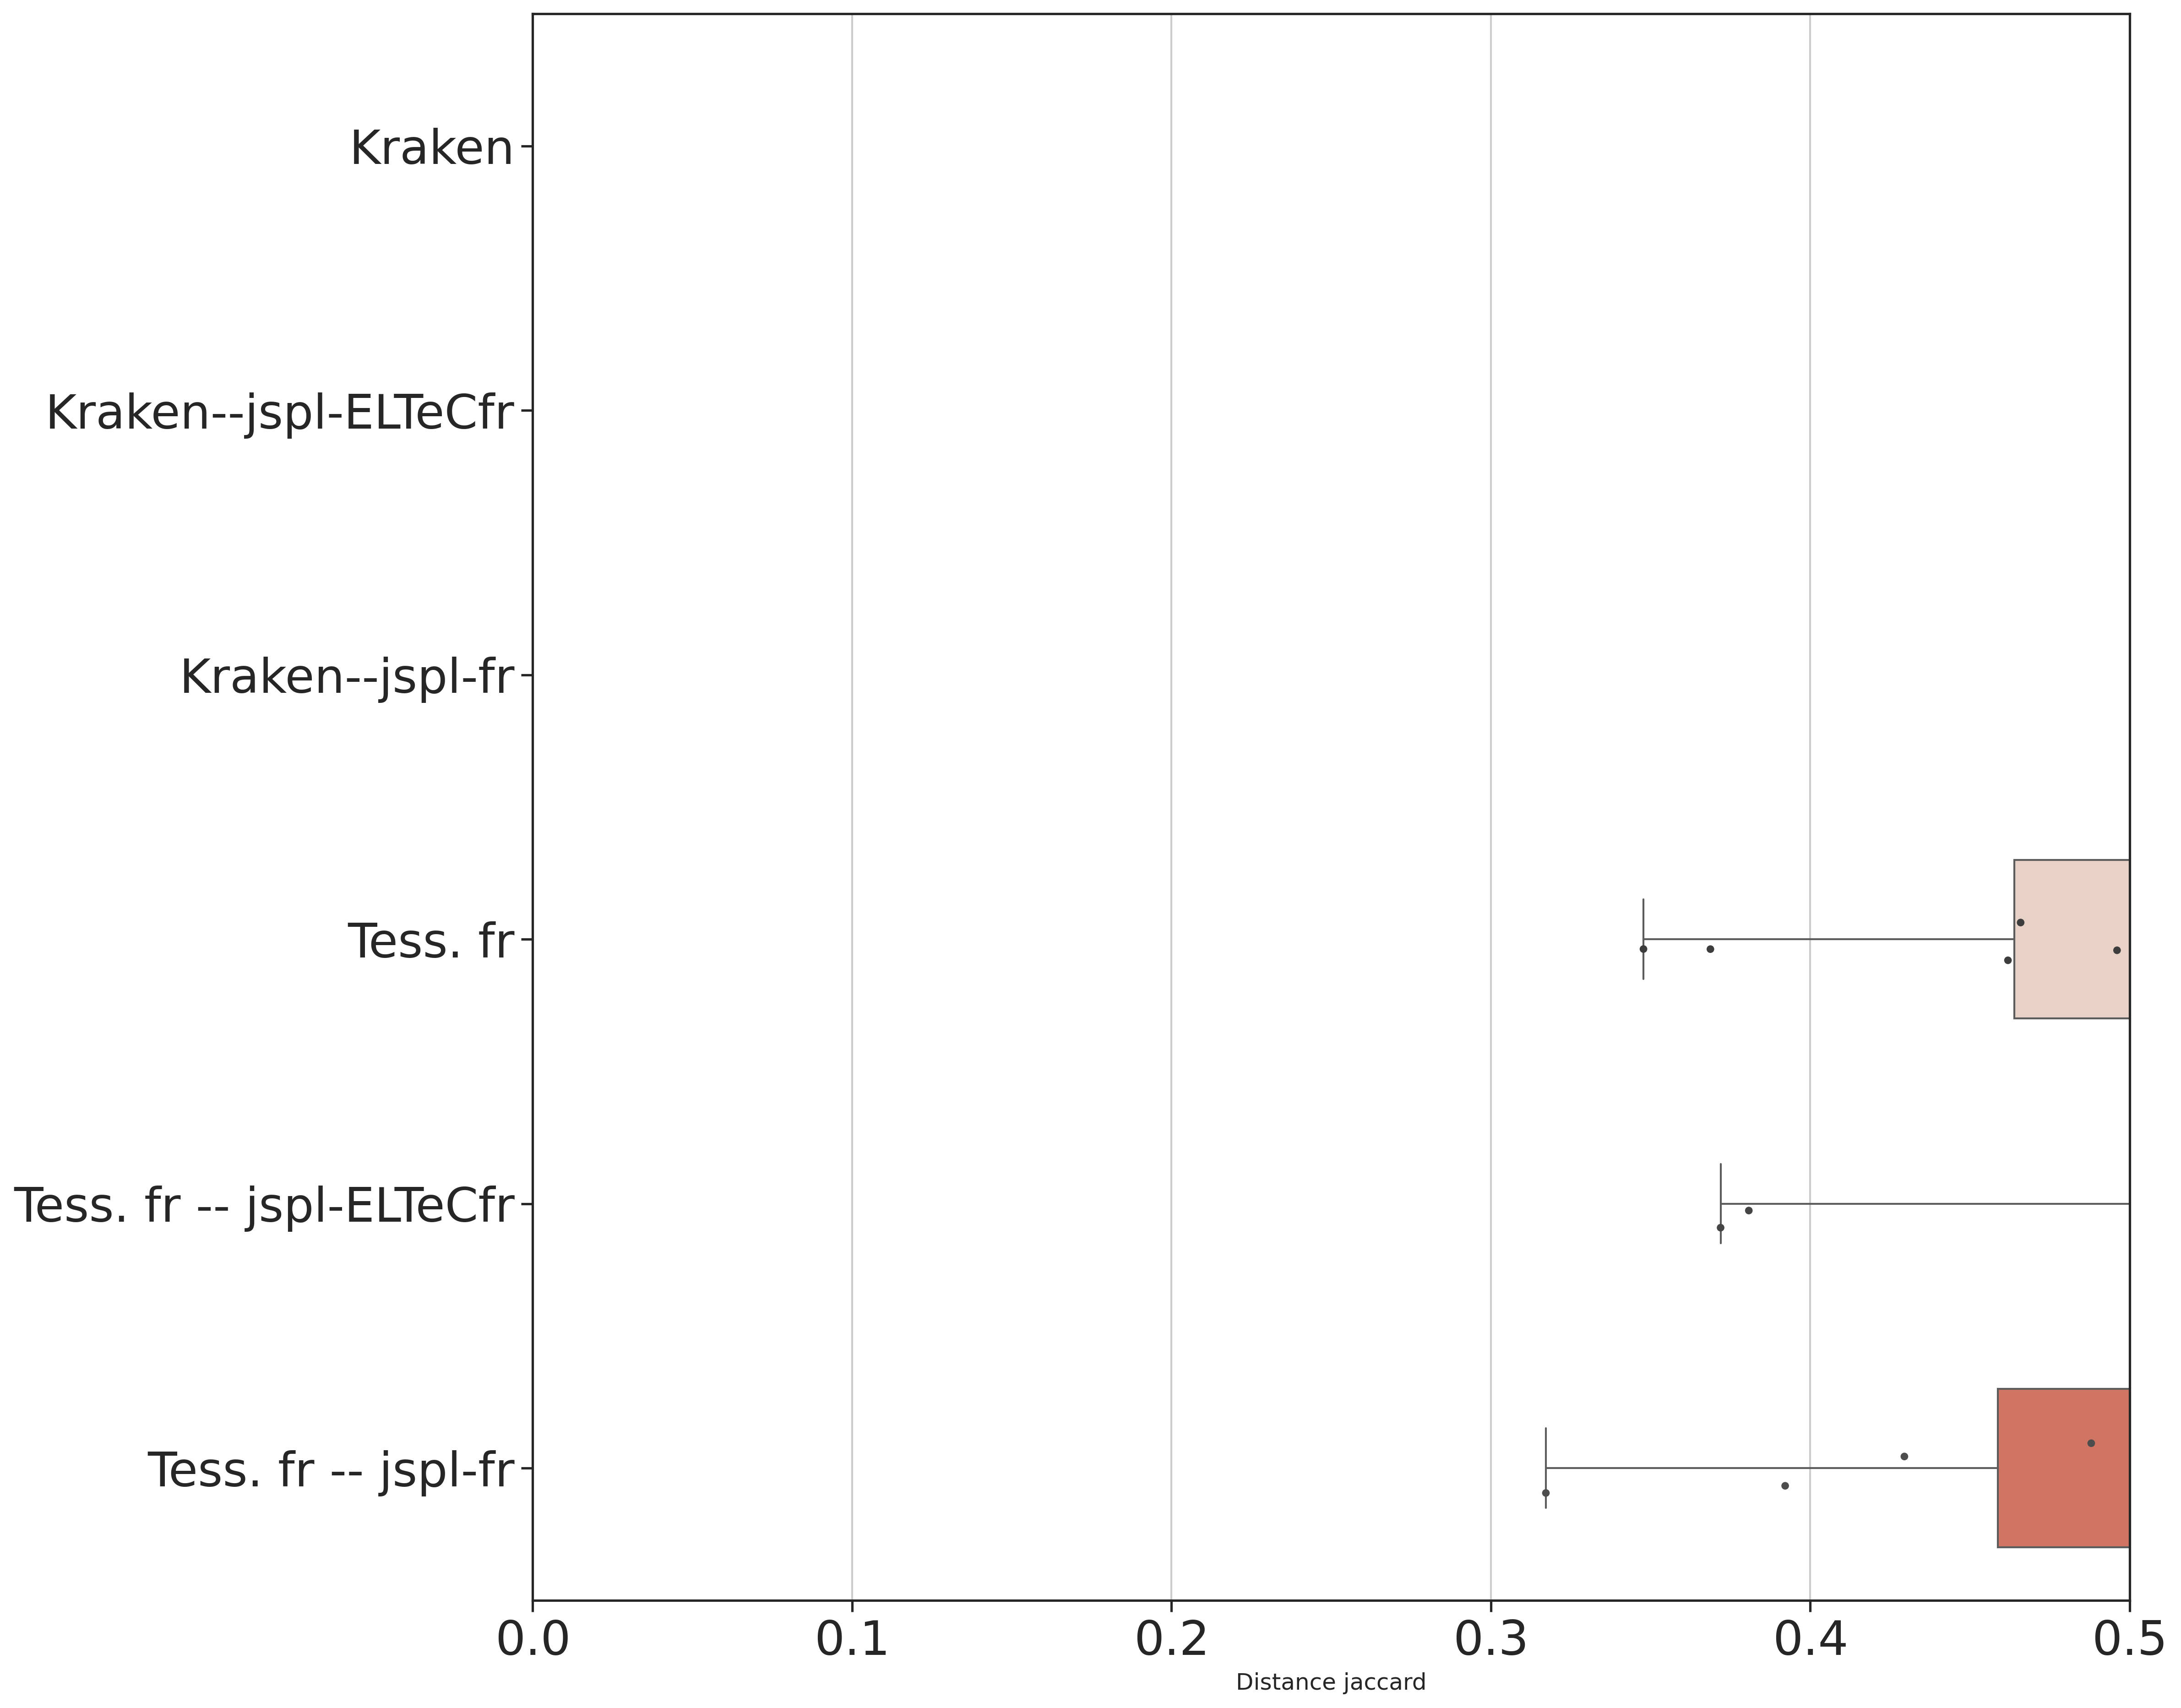 Kraken
Kraken--jspl-ELTeCfr
Kraken--jspl-fr
Tess. fr
Tess. fr -- jspl-ELTeCfr
Tess. fr -- jspl-fr
0.0 0.1 0.2 0.3 0.4 0.5
Distance jaccard